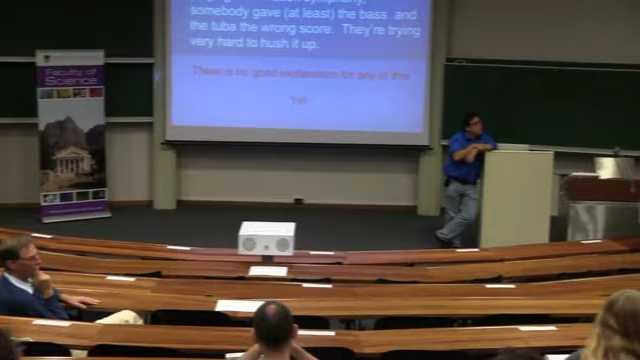 Symphony,
somebody gave (at least) the bass and
the tuba the wrong score. They're trying
very hard to hush it up.
There is no good explanation for any of this
Yet
Faculty of
Science